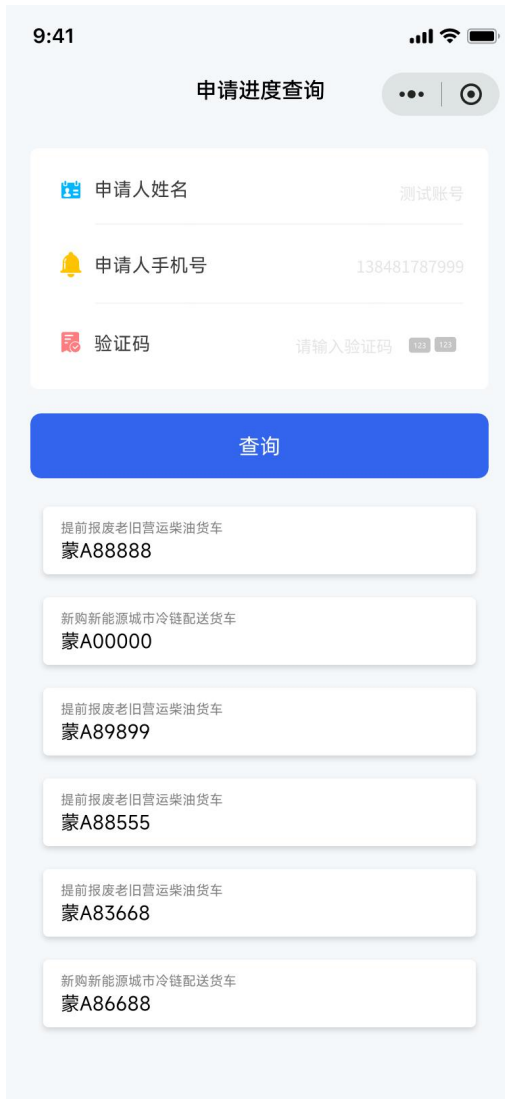 9:41
申请进度查询
申请人姓名 测试账号
申请人手机号 138481787999
验证码 请输入验证码 123 123
查询
提前报废老旧营运柴油货车
蒙A88888
新购新能源城市冷链配送货车
蒙A00000
提前报废老旧营运柴油货车
蒙A89899
提前报废老旧营运柴油货车
蒙A88555
提前报废老旧营运柴油货车
蒙A83668
新购新能源城市冷链配送货车
蒙A86688